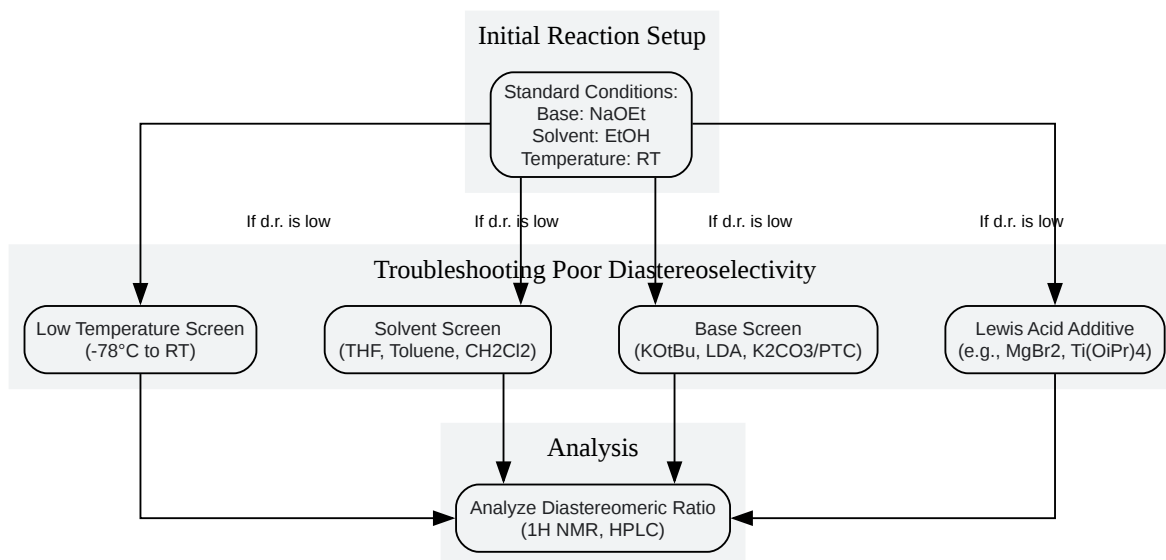 Initial Reaction Setup
Standard Conditions:
Base: NaOEt
Solvent: EtOH
Temperature: RT
If d.r. is low
If d.r. is low
If d.r. is low
If d.r. is low
Troubleshooting Poor Diastereoselectivity
Low Temperature Screen
(-78°C to RT)
Solvent Screen
(THF, Toluene, CH2Cl2)
Base Screen
(KOtBu, LDA, K2CO3/PTC)
Lewis Acid Additive
(e.g., MgBr2, Ti(OiPr)4)
Analysis
Analyze Diastereomeric Ratio
(1H NMR, HPLC)